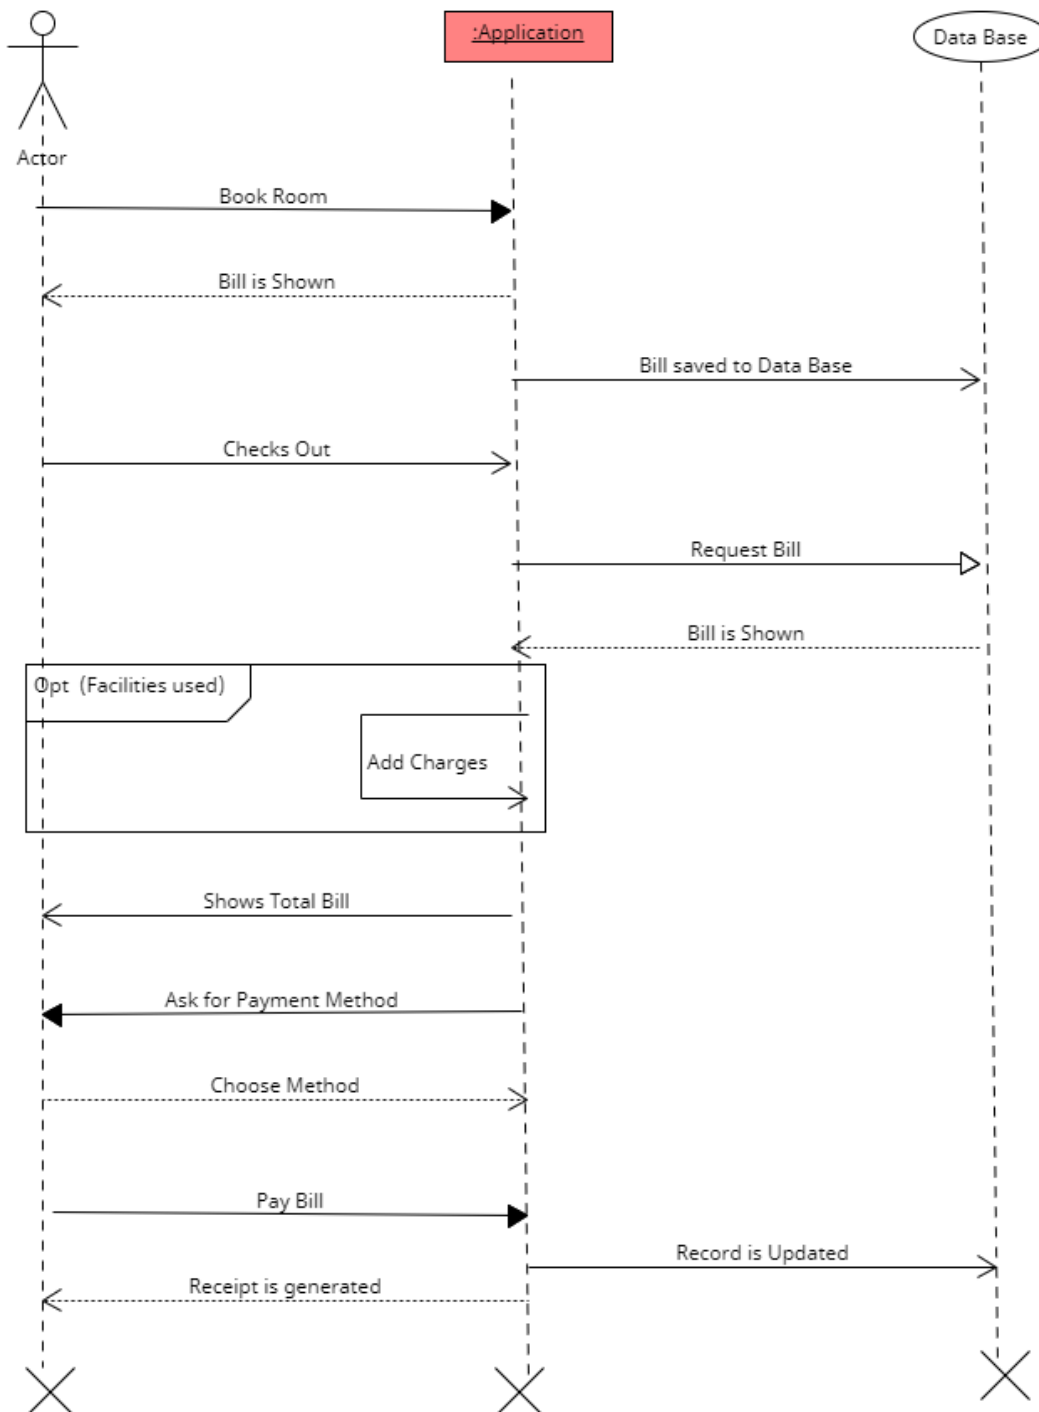 :Application
Data Base
Actor
Book Room
Bill is Shown
Bill saved to Data Base
Checks Out
Request Bill
Bill is Shown
Opt (Facilities used)
Add Charges
Shows Total Bill
Ask for Payment Method
Choose Method
Pay Bill
Record is Updated
Receipt is generated